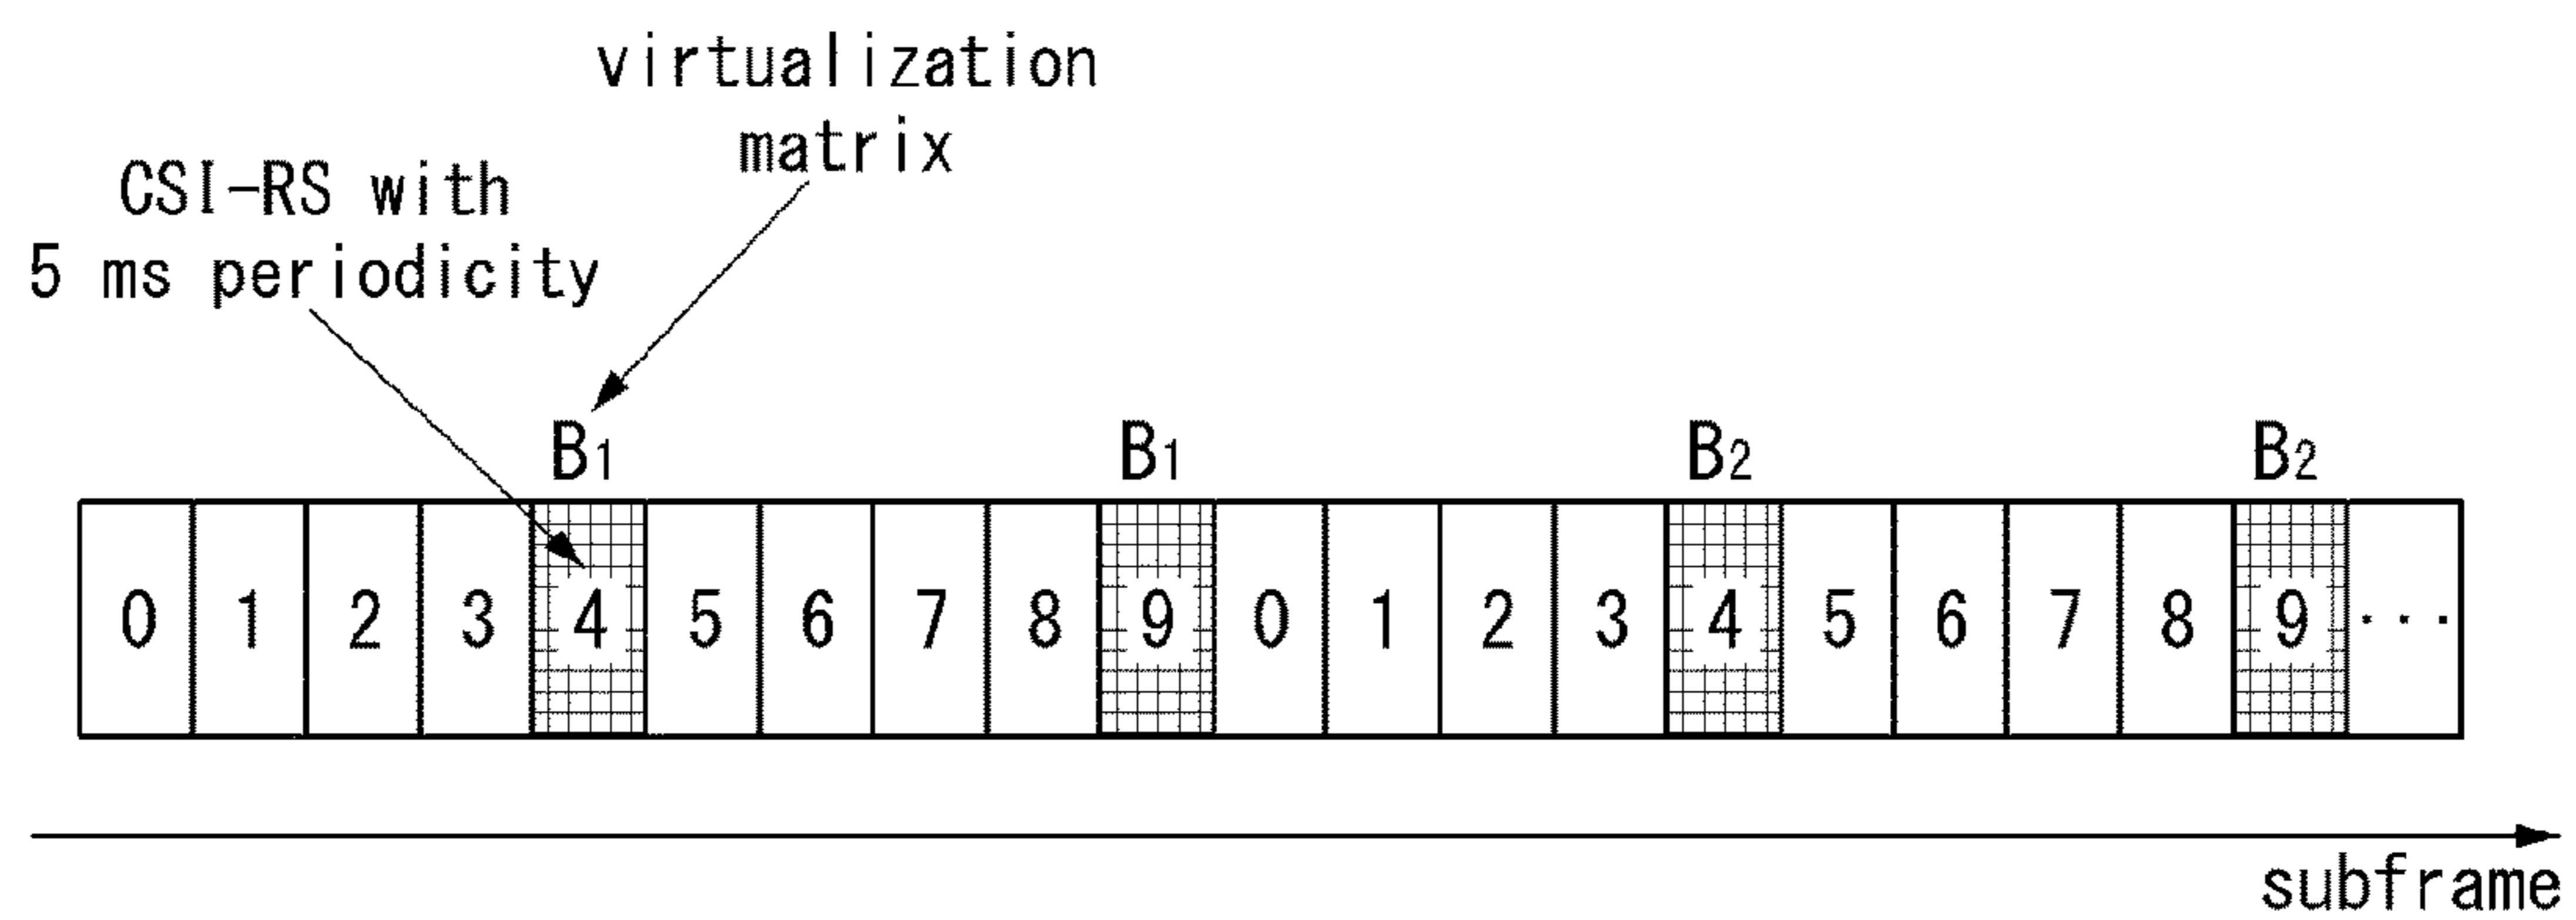 virtualization
matrix
CSI-RS with
5 ms periodicity
B1 B1 B2 B2
0 1 2 3 4 5 6 7 8 9 0 1 2 3 4 5 6 7 8 9 ...
subframe